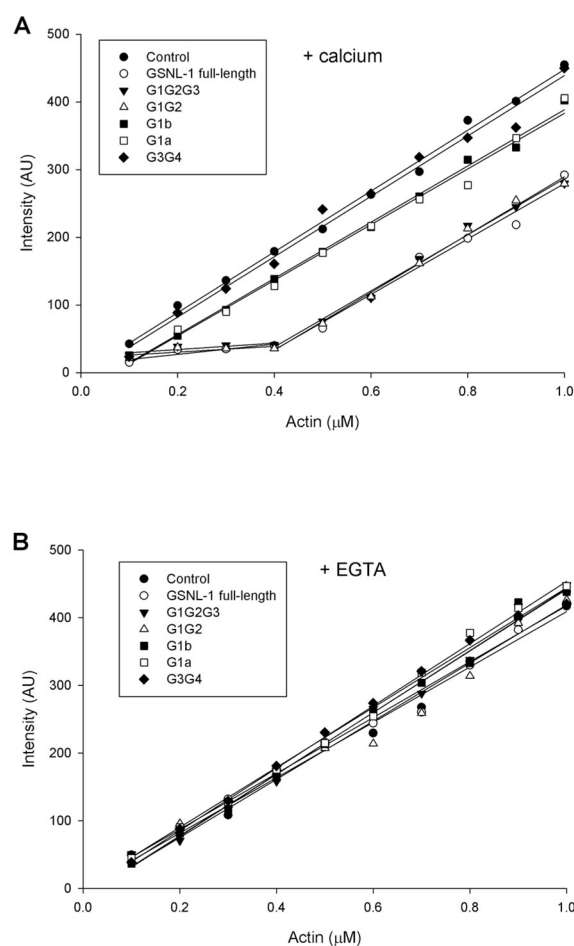 A
+ calcium
Control
GSNL-1 full-length
G1G2G3
G1G2
G1b
G1a
G3G4
Intensity (AU)
500
400
300
200
100
0
0.0 0.2 0.4 0.6 0.8 1.0
Actin (μM)
B
+ EGTA
Control
GSNL-1 full-length
G1G2G3
G1G2
G1b
G1a
G3G4
Intensity (AU)
500
400
300
200
100
0
0.0 0.2 0.4 0.6 0.8 1.0
Actin (μM)